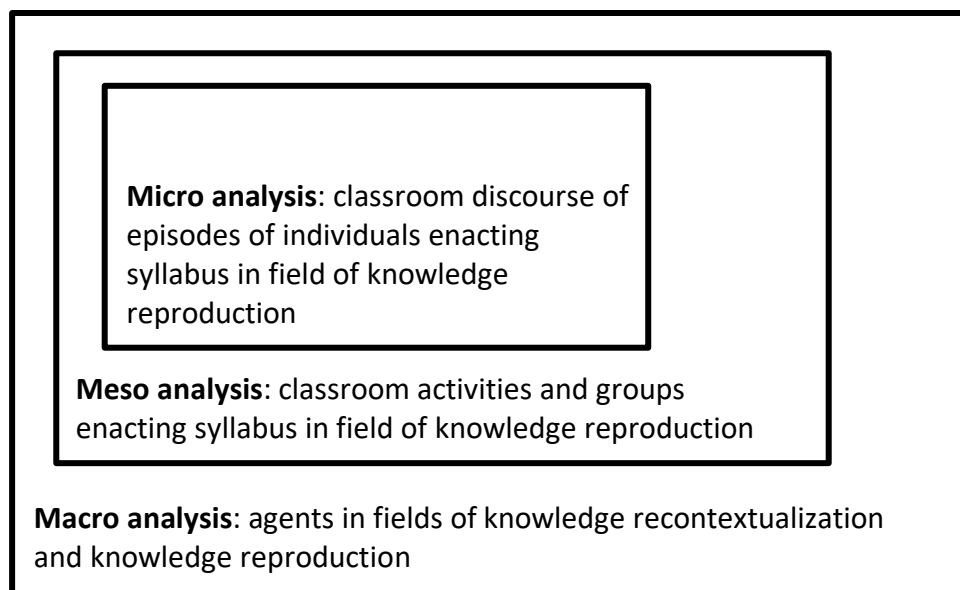 Micro analysis: classroom discourse of
episodes of individuals enacting
syllabus in field of knowledge
reproduction
Meso analysis: classroom activities and groups
enacting syllabus in field of knowledge reproduction
Macro analysis: agents in fields of knowledge recontextualization
and knowledge reproduction